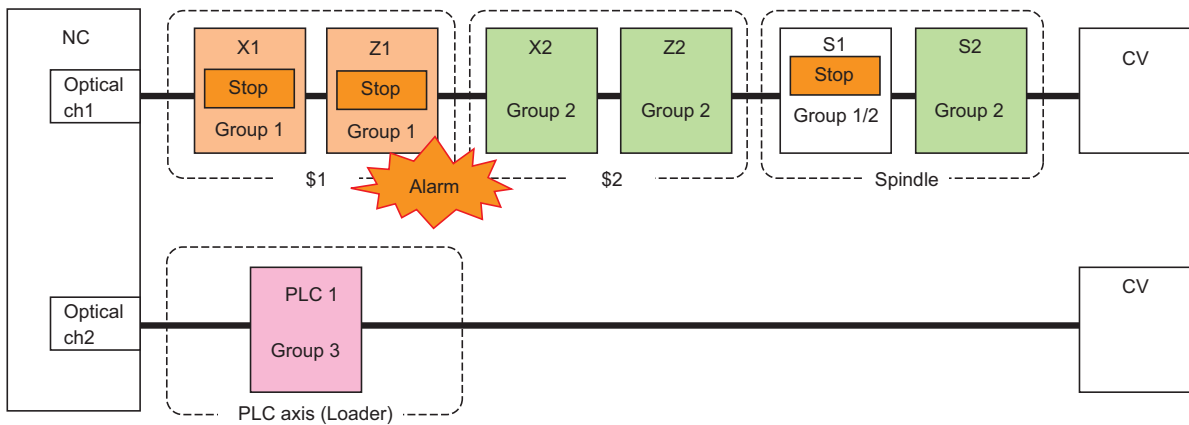 NC
Optical
ch1
X1
Stop
Group 1
Z1
Stop
Group 1
$1
Alarm
X2
Group 2
Z2
Group 2
$2
S1
Stop
Group 1/2
S2
Group 2
Spindle
CV
Optical
ch2
PLC 1
Group 3
PLC axis (Loader)
CV